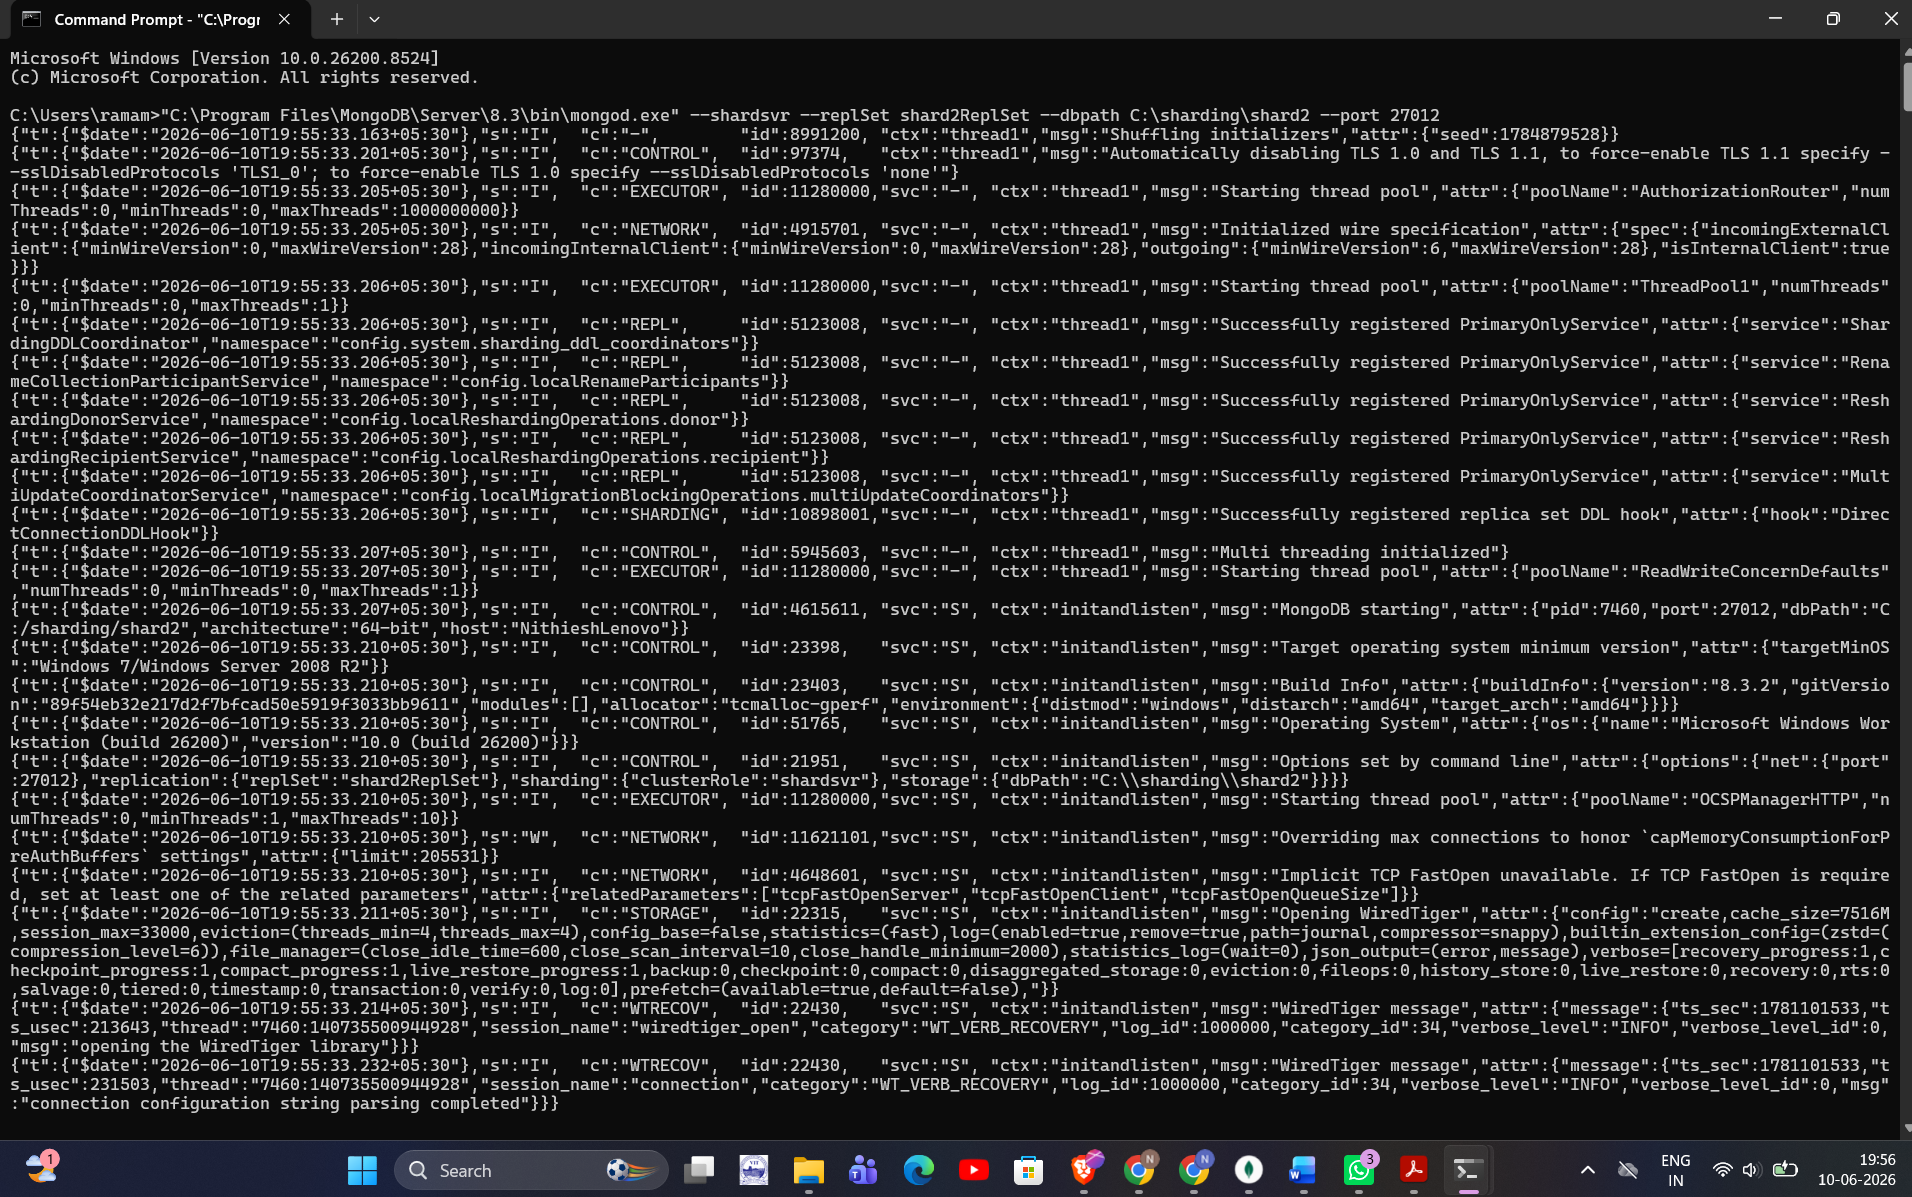 Command Prompt - "C:\Progr
Microsoft Windows [Version 10.0.26200.8524]
(c) Microsoft Corporation. All rights reserved.
C:\Users\ramam>"C:\Program Files\MongoDB\Server\8.3\bin\mongod.exe" --shardsvr --replSet shard2ReplSet --dbpath C:\sharding\shard2 --port 27012
{"t":{"$date":"2026-06-10T19:55:33.163+05:30"},"s":"I",  "c":"-",        "id":8991200, "ctx":"thread1","msg":"Shuffling initializers","attr":{"seed":1784879528}}
{"t":{"$date":"2026-06-10T19:55:33.201+05:30"},"s":"I",  "c":"CONTROL",  "id":97374,   "ctx":"thread1","msg":"Automatically disabling TLS 1.0 and TLS 1.1, to force-enable TLS 1.1 specify -
-sslDisabledProtocols 'TLS1_0'; to force-enable TLS 1.0 specify --sslDisabledProtocols 'none'"}
{"t":{"$date":"2026-06-10T19:55:33.205+05:30"},"s":"I",  "c":"EXECUTOR", "id":11280000,"svc":"-", "ctx":"thread1","msg":"Starting thread pool","attr":{"poolName":"AuthorizationRouter","num
Threads":0,"minThreads":0,"maxThreads":1000000000}}
{"t":{"$date":"2026-06-10T19:55:33.205+05:30"},"s":"I",  "c":"NETWORK",  "id":4915701, "svc":"-", "ctx":"thread1","msg":"Initialized wire specification","attr":{"spec":{"incomingExternalCl
ient":{"minWireVersion":0,"maxWireVersion":28},"incomingInternalClient":{"minWireVersion":0,"maxWireVersion":28},"outgoing":{"minWireVersion":6,"maxWireVersion":28},"isInternalClient":true
}}}
{"t":{"$date":"2026-06-10T19:55:33.206+05:30"},"s":"I",  "c":"EXECUTOR", "id":11280000,"svc":"-", "ctx":"thread1","msg":"Starting thread pool","attr":{"poolName":"ThreadPool1","numThreads"
:0,"minThreads":0,"maxThreads":1}}
{"t":{"$date":"2026-06-10T19:55:33.206+05:30"},"s":"I",  "c":"REPL",     "id":5123008, "svc":"-", "ctx":"thread1","msg":"Successfully registered PrimaryOnlyService","attr":{"service":"Shar
dingDDLCoordinator","namespace":"config.system.sharding_ddl_coordinators"}}
{"t":{"$date":"2026-06-10T19:55:33.206+05:30"},"s":"I",  "c":"REPL",     "id":5123008, "svc":"-", "ctx":"thread1","msg":"Successfully registered PrimaryOnlyService","attr":{"service":"Rena
meCollectionParticipantService","namespace":"config.localRenameParticipants"}}
{"t":{"$date":"2026-06-10T19:55:33.206+05:30"},"s":"I",  "c":"REPL",     "id":5123008, "svc":"-", "ctx":"thread1","msg":"Successfully registered PrimaryOnlyService","attr":{"service":"Resh
ardingDonorService","namespace":"config.localReshardingOperations.donor"}}
{"t":{"$date":"2026-06-10T19:55:33.206+05:30"},"s":"I",  "c":"REPL",     "id":5123008, "svc":"-", "ctx":"thread1","msg":"Successfully registered PrimaryOnlyService","attr":{"service":"Resh
ardingRecipientService","namespace":"config.localReshardingOperations.recipient"}}
{"t":{"$date":"2026-06-10T19:55:33.206+05:30"},"s":"I",  "c":"REPL",     "id":5123008, "svc":"-", "ctx":"thread1","msg":"Successfully registered PrimaryOnlyService","attr":{"service":"Mult
iUpdateCoordinatorService","namespace":"config.localMigrationBlockingOperations.multiUpdateCoordinators"}}
{"t":{"$date":"2026-06-10T19:55:33.206+05:30"},"s":"I",  "c":"SHARDING", "id":10898001,"svc":"-", "ctx":"thread1","msg":"Successfully registered replica set DDL hook","attr":{"hook":"Direc
tConnectionDDLHook"}}
{"t":{"$date":"2026-06-10T19:55:33.207+05:30"},"s":"I",  "c":"CONTROL",  "id":5945603, "svc":"-", "ctx":"thread1","msg":"Multi threading initialized"}
{"t":{"$date":"2026-06-10T19:55:33.207+05:30"},"s":"I",  "c":"EXECUTOR", "id":11280000,"svc":"-", "ctx":"thread1","msg":"Starting thread pool","attr":{"poolName":"ReadWriteConcernDefaults"
,"numThreads":0,"minThreads":0,"maxThreads":1}}
{"t":{"$date":"2026-06-10T19:55:33.207+05:30"},"s":"I",  "c":"CONTROL",  "id":4615611, "svc":"S", "ctx":"initandlisten","msg":"MongoDB starting","attr":{"pid":7460,"port":27012,"dbPath":"C
:/sharding/shard2","architecture":"64-bit","host":"NithieshLenovo"}}
{"t":{"$date":"2026-06-10T19:55:33.210+05:30"},"s":"I",  "c":"CONTROL",  "id":23398,   "svc":"S", "ctx":"initandlisten","msg":"Target operating system minimum version","attr":{"targetMinOS
":"Windows 7/Windows Server 2008 R2"}}
{"t":{"$date":"2026-06-10T19:55:33.210+05:30"},"s":"I",  "c":"CONTROL",  "id":23403,   "svc":"S", "ctx":"initandlisten","msg":"Build Info","attr":{"buildInfo":{"version":"8.3.2","gitVersio
n":"89f54eb32e217d2f7bfcad50e5919f3033bb9611","modules":[],"allocator":"tcmalloc-gperf","environment":{"distmod":"windows","distarch":"amd64","target_arch":"amd64"}}}}
{"t":{"$date":"2026-06-10T19:55:33.210+05:30"},"s":"I",  "c":"CONTROL",  "id":51765,   "svc":"S", "ctx":"initandlisten","msg":"Operating System","attr":{"os":{"name":"Microsoft Windows Wor
kstation (build 26200)","version":"10.0 (build 26200)"}}}
{"t":{"$date":"2026-06-10T19:55:33.210+05:30"},"s":"I",  "c":"CONTROL",  "id":21951,   "svc":"S", "ctx":"initandlisten","msg":"Options set by command line","attr":{"options":{"net":{"port"
:27012},"replication":{"replSet":"shard2ReplSet"},"sharding":{"clusterRole":"shardsvr"},"storage":{"dbPath":"C:\\sharding\\shard2"}}}}
{"t":{"$date":"2026-06-10T19:55:33.210+05:30"},"s":"I",  "c":"EXECUTOR", "id":11280000,"svc":"S", "ctx":"initandlisten","msg":"Starting thread pool","attr":{"poolName":"OCSPManagerHTTP","n
umThreads":0,"minThreads":1,"maxThreads":10}}
{"t":{"$date":"2026-06-10T19:55:33.210+05:30"},"s":"W",  "c":"NETWORK",  "id":11621101,"svc":"S", "ctx":"initandlisten","msg":"Overriding max connections to honor `capMemoryConsumptionForP
reAuthBuffers` settings","attr":{"limit":205531}}
{"t":{"$date":"2026-06-10T19:55:33.210+05:30"},"s":"I",  "c":"NETWORK",  "id":4648601, "svc":"S", "ctx":"initandlisten","msg":"Implicit TCP FastOpen unavailable. If TCP FastOpen is require
d, set at least one of the related parameters","attr":{"relatedParameters":["tcpFastOpenServer","tcpFastOpenClient","tcpFastOpenQueueSize"]}}
{"t":{"$date":"2026-06-10T19:55:33.211+05:30"},"s":"I",  "c":"STORAGE",  "id":22315,   "svc":"S", "ctx":"initandlisten","msg":"Opening WiredTiger","attr":{"config":"create,cache_size=7516M
,session_max=33000,eviction=(threads_min=4,threads_max=4),config_base=false,statistics=(fast),log=(enabled=true,remove=true,path=journal,compressor=snappy),builtin_extension_config=(zstd=(
compression_level=6)),file_manager=(close_idle_time=600,close_scan_interval=10,close_handle_minimum=2000),statistics_log=(wait=0),json_output=(error,message),verbose=[recovery_progress:1,c
heckpoint_progress:1,compact_progress:1,live_restore_progress:1,backup:0,checkpoint:0,compact:0,disaggregated_storage:0,eviction:0,fileops:0,history_store:0,live_restore:0,recovery:0,rts:0
,salvage:0,tiered:0,timestamp:0,transaction:0,verify:0,log:0],prefetch=(available=true,default=false),"}}
{"t":{"$date":"2026-06-10T19:55:33.214+05:30"},"s":"I",  "c":"WTRECOV",  "id":22430,   "svc":"S", "ctx":"initandlisten","msg":"WiredTiger message","attr":{"message":{"ts_sec":1781101533,"t
s_usec":213643,"thread":"7460:140735500944928","session_name":"wiredtiger_open","category":"WT_VERB_RECOVERY","log_id":1000000,"category_id":34,"verbose_level":"INFO","verbose_level_id":0,
"msg":"opening the WiredTiger library"}}}
{"t":{"$date":"2026-06-10T19:55:33.232+05:30"},"s":"I",  "c":"WTRECOV",  "id":22430,   "svc":"S", "ctx":"initandlisten","msg":"WiredTiger message","attr":{"message":{"ts_sec":1781101533,"t
s_usec":231503,"thread":"7460:140735500944928","session_name":"connection","category":"WT_VERB_RECOVERY","log_id":1000000,"category_id":34,"verbose_level":"INFO","verbose_level_id":0,"msg"
:"connection configuration string parsing completed"}}}
1
Search
N
N
3
ENG
IN
19:56
10-06-2026